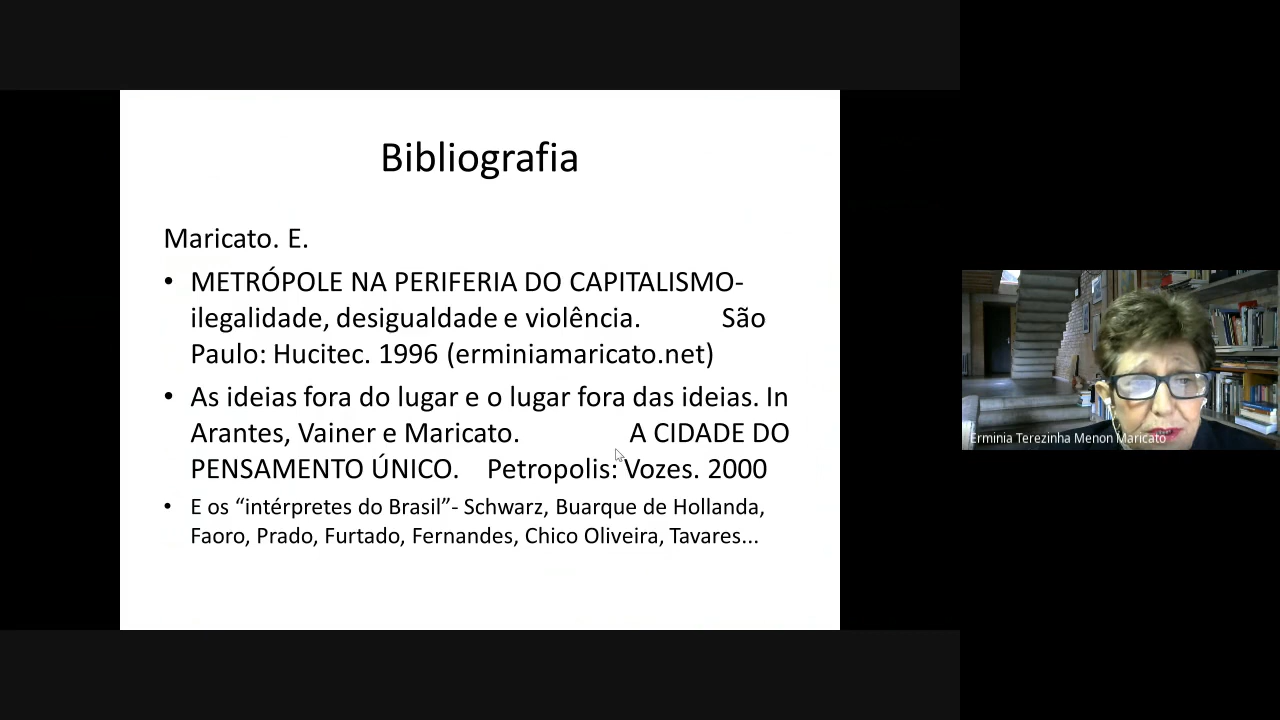 Bibliografia
Maricato. E.
• METRÓPOLE NA PERIFERIA DO CAPITALISMO-
ilegalidade, desigualdade e violência. São
Paulo: Hucitec. 1996 (erminiamaricato.net)
• As ideias fora do lugar e o lugar fora das ideias. In
Arantes, Vainer e Maricato. A CIDADE DO
PENSAMENTO ÚNICO. Petropolis: Vozes. 2000
• E os “intérpretes do Brasil”- Schwarz, Buarque de Hollanda,
Faoro, Prado, Furtado, Fernandes, Chico Oliveira, Tavares...
Erminia Terezinha Menon Maricato